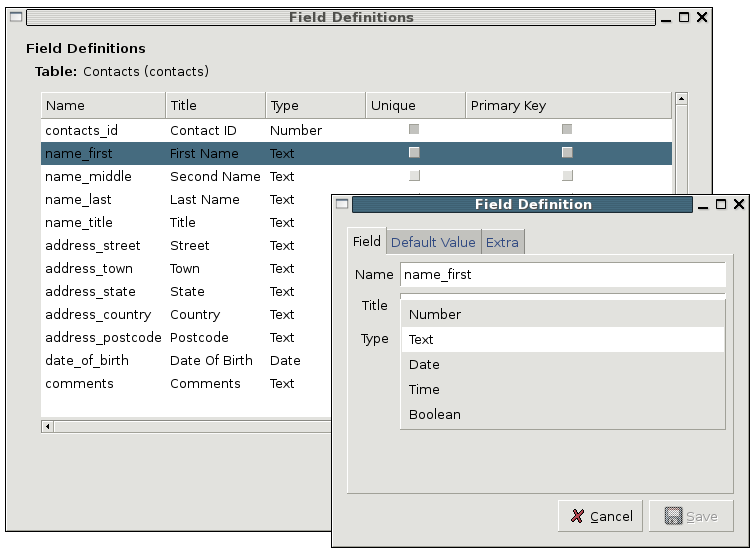 Field Definitions
Field Definitions
Table: Contacts (contacts)
Name Title Type Unique Primary Key
contacts_id Contact ID Number
name_first First Name Text
name_middle Second Name Text
name_last Last Name Text
name_title Title Text
address_street Street Text
address_town Town Text
address_state State Text
address_country Country Text
address_postcode Postcode Text
date_of_birth Date Of Birth Date
comments Comments Text
Field Definition
Field Default Value Extra
Name name_first
Title
Type
Number
Text
Date
Time
Boolean
Cancel Save